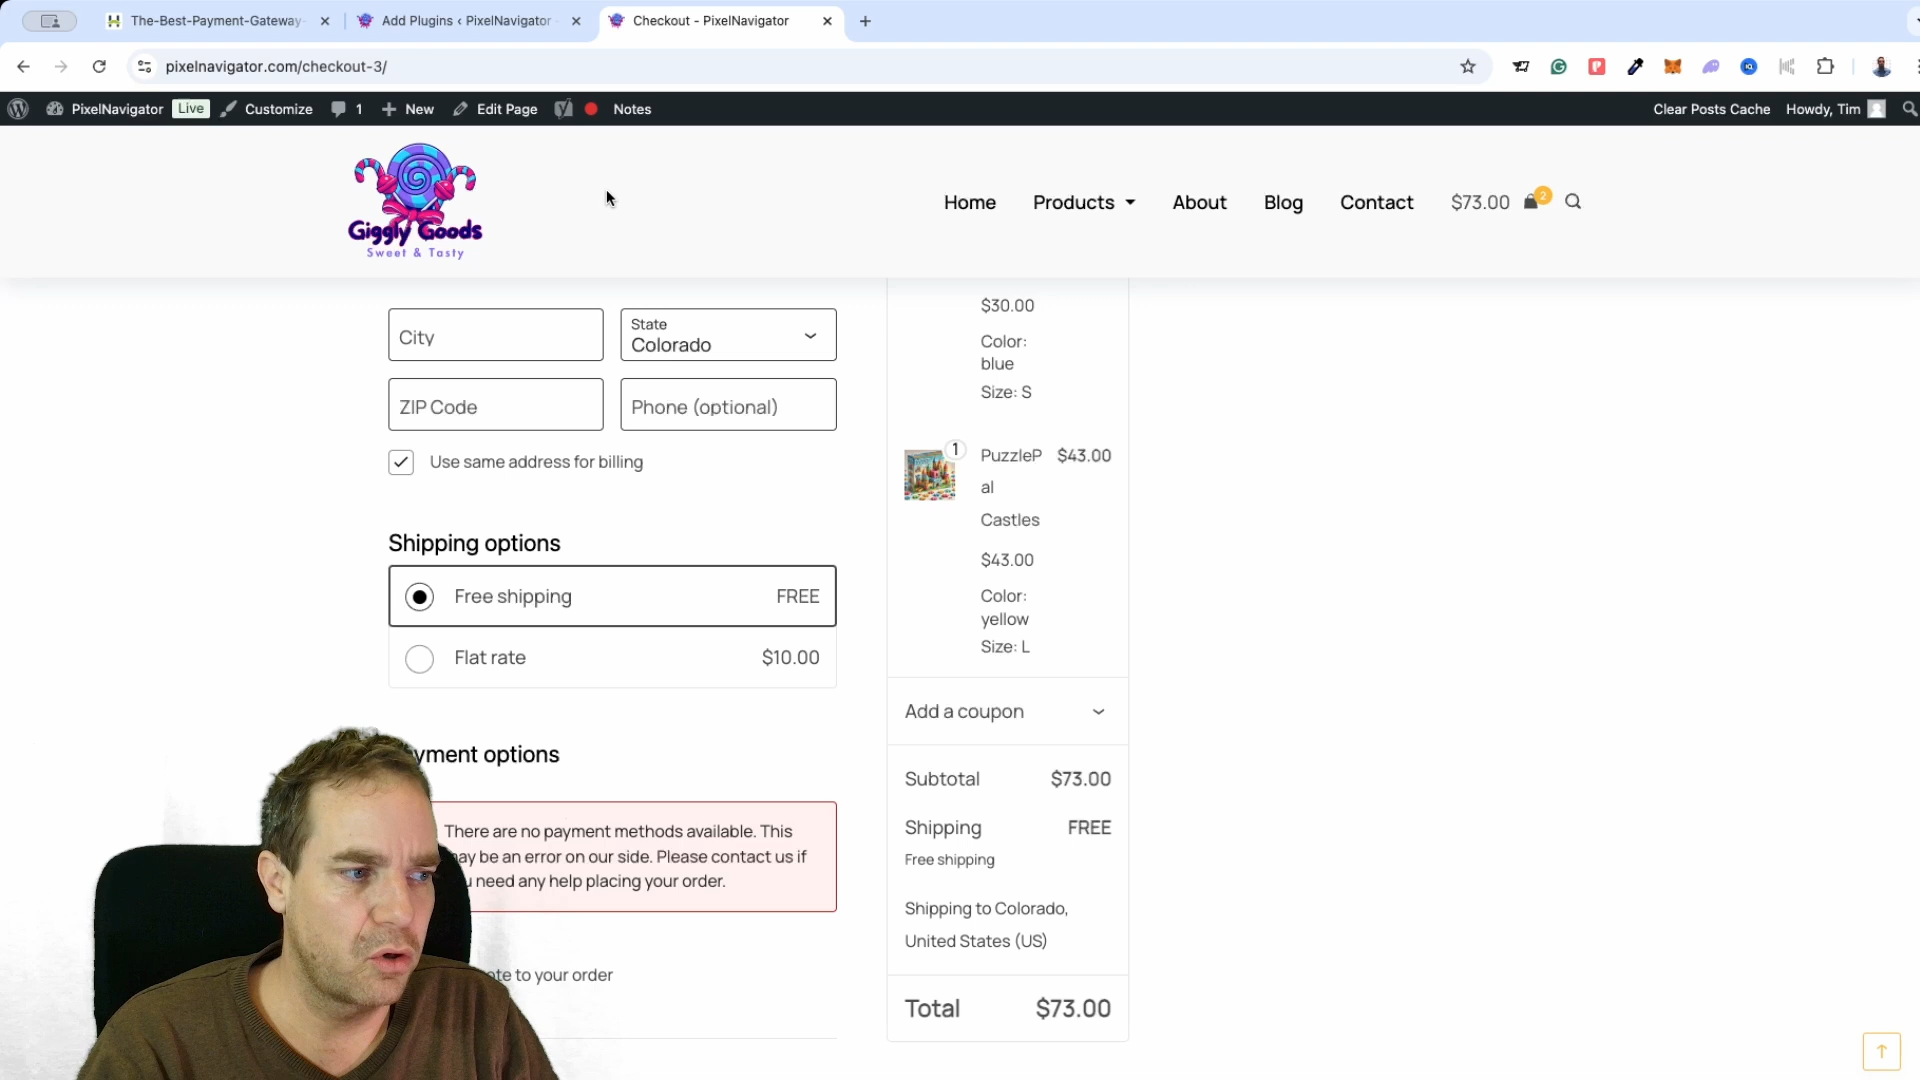 The-Best-Payment-Gateway-
Add Plugins ‹ PixelNavigator
Checkout - PixelNavigator
pixelnavigator.com/checkout-3/
PixelNavigator Live Customize 1 New Edit Page Notes
Clear Posts Cache Howdy, Tim
Giggly Goods
Sweet & Tasty
Home Products About Blog Contact $73.00 2
City
State
Colorado
ZIP Code
Phone (optional)
Use same address for billing
Shipping options
Free shipping FREE
Flat rate $10.00
yment options
There are no payment methods available. This
ay be an error on our side. Please contact us if
u need any help placing your order.
ote to your order
$30.00
Color:
blue
Size: S
1
PuzzleP $43.00
al
Castles
$43.00
Color:
yellow
Size: L
Add a coupon
Subtotal $73.00
Shipping FREE
Free shipping
Shipping to Colorado,
United States (US)
Total $73.00